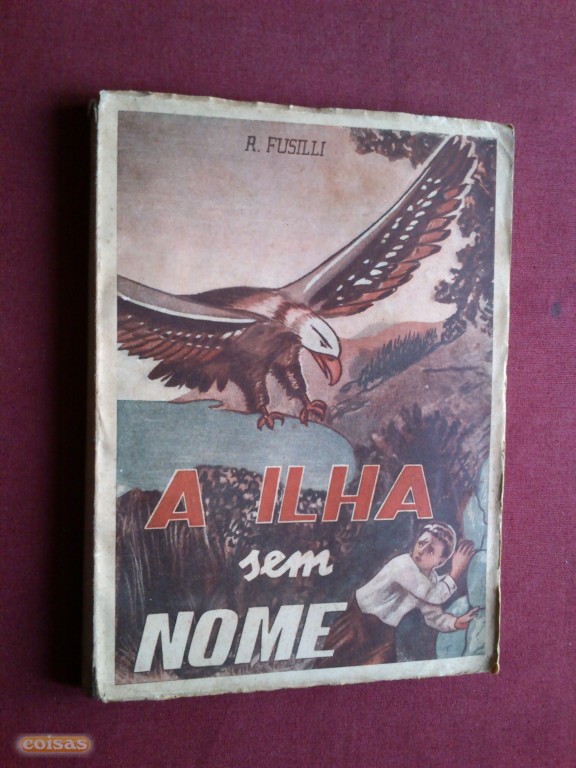 R. FUSILLI
A ILHA
sem
NOME
coisas